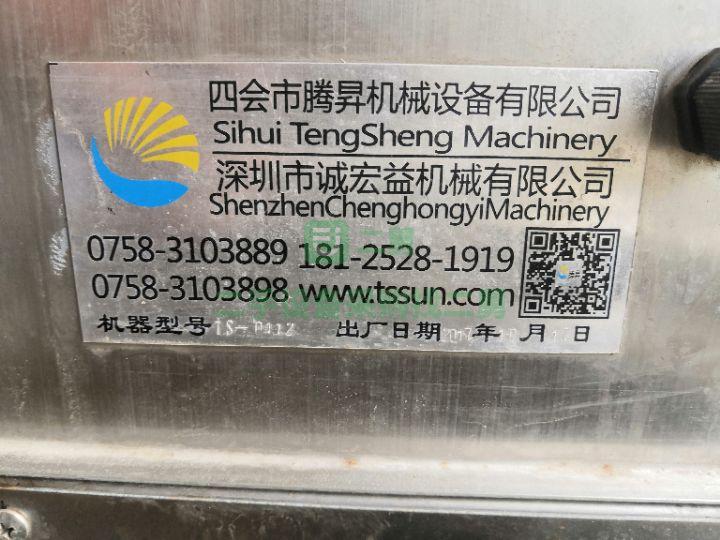 四会市腾昇机械设备有限公司
Sihui TengSheng Machinery
深圳市诚宏益机械有限公司
ShenzhenChenghongyiMachinery
0758-3103889 181-2528-1919
0758-3103898 www.tssun.com
机器型号 出厂日期 年 月 日